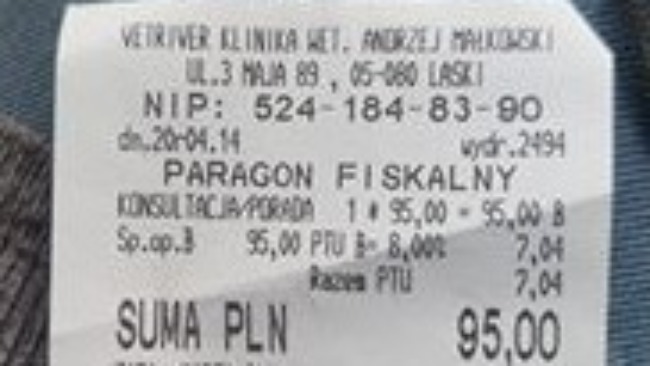 VETRIVER KLINIKA WET. ANDRZEJ MAŁKOWSKI
UL.3 MAJA 89 , 05-080 LASKI
NIP: 524-184-83-90
dn.20r04.14 wydr.2494
PARAGON FISKALNY
KONSULTACJA/PORADA 1 * 95,00 = 95,00 B
Sp.op.B 95,00 PTU B= 8,00% 7,04
Razem PTU 7,04
SUMA PLN 95,00